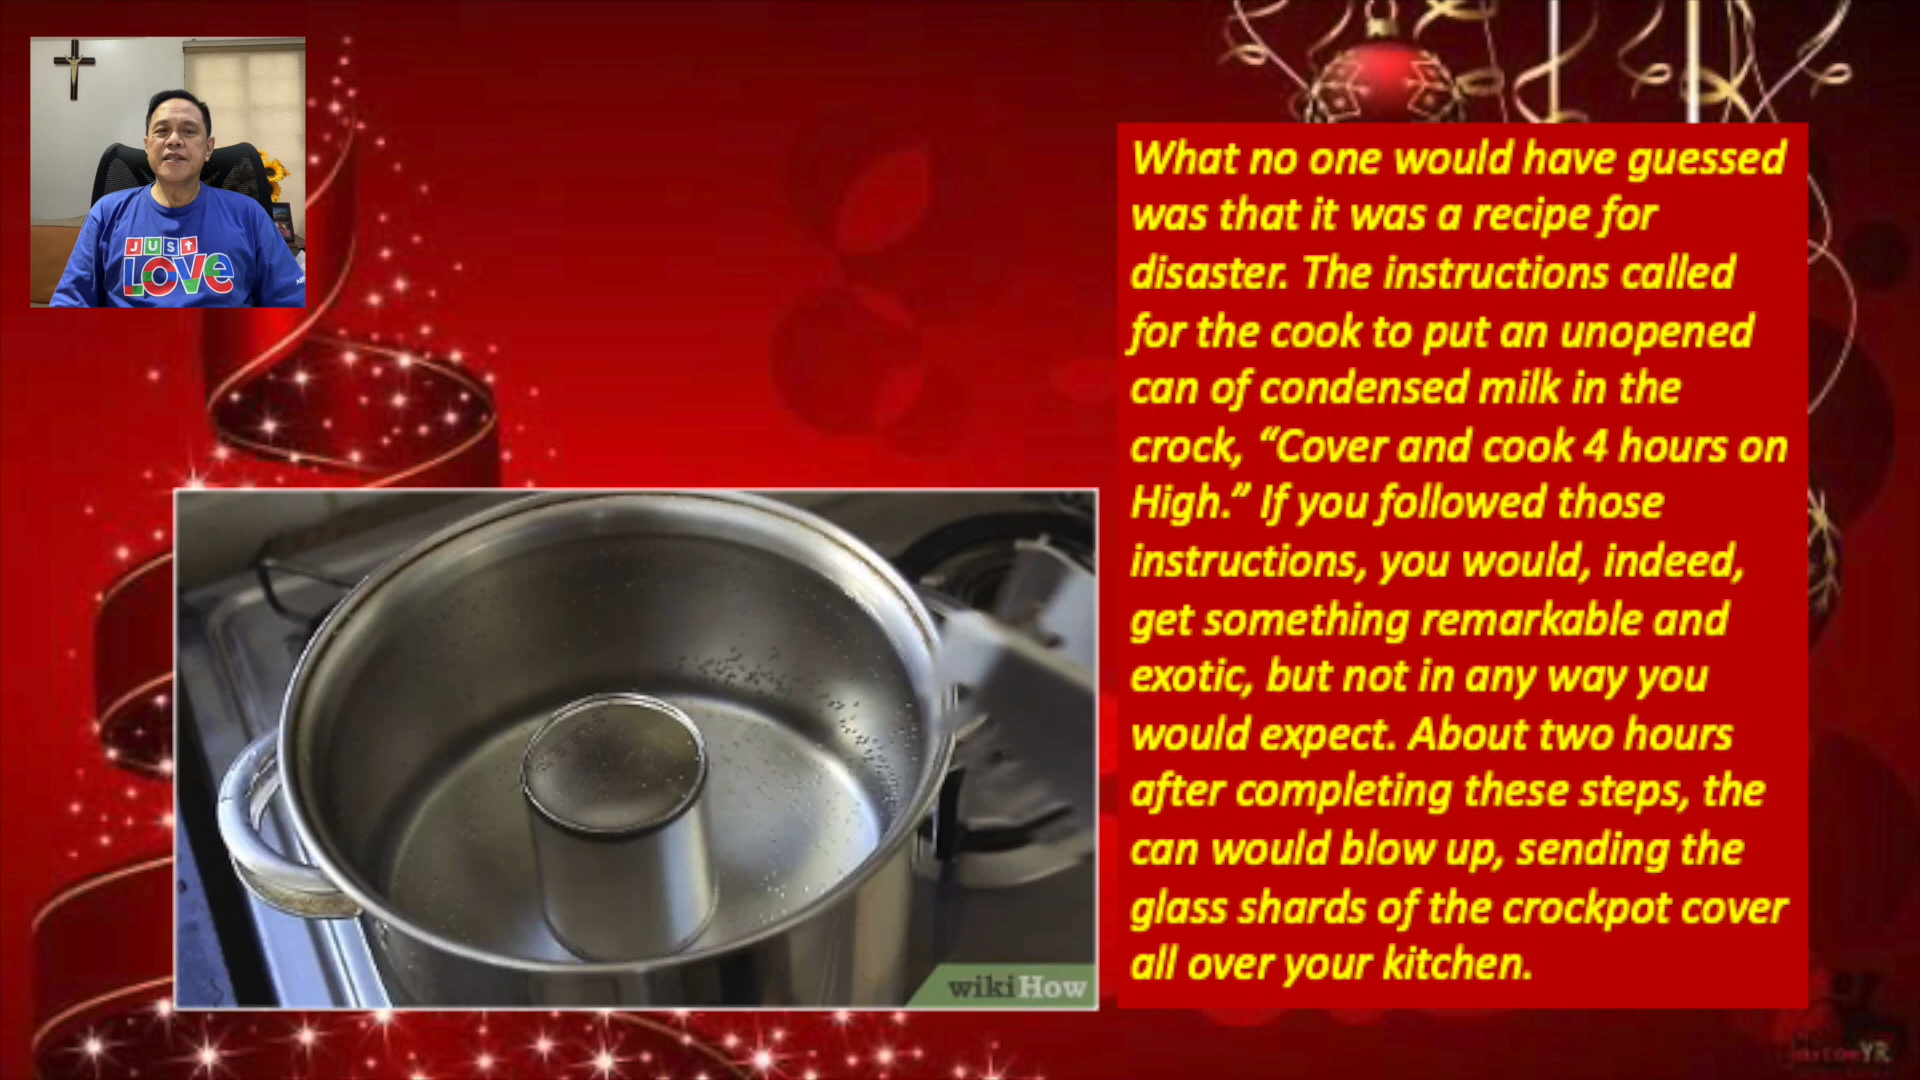 JUST
LOVE
What no one would have guessed
was that it was a recipe for
disaster. The instructions called
for the cook to put an unopened
can of condensed milk in the
crock, “Cover and cook 4 hours on
High.” If you followed those
instructions, you would, indeed,
get something remarkable and
exotic, but not in any way you
would expect. About two hours
after completing these steps, the
can would blow up, sending the
glass shards of the crockpot cover
all over your kitchen.
wikiHow